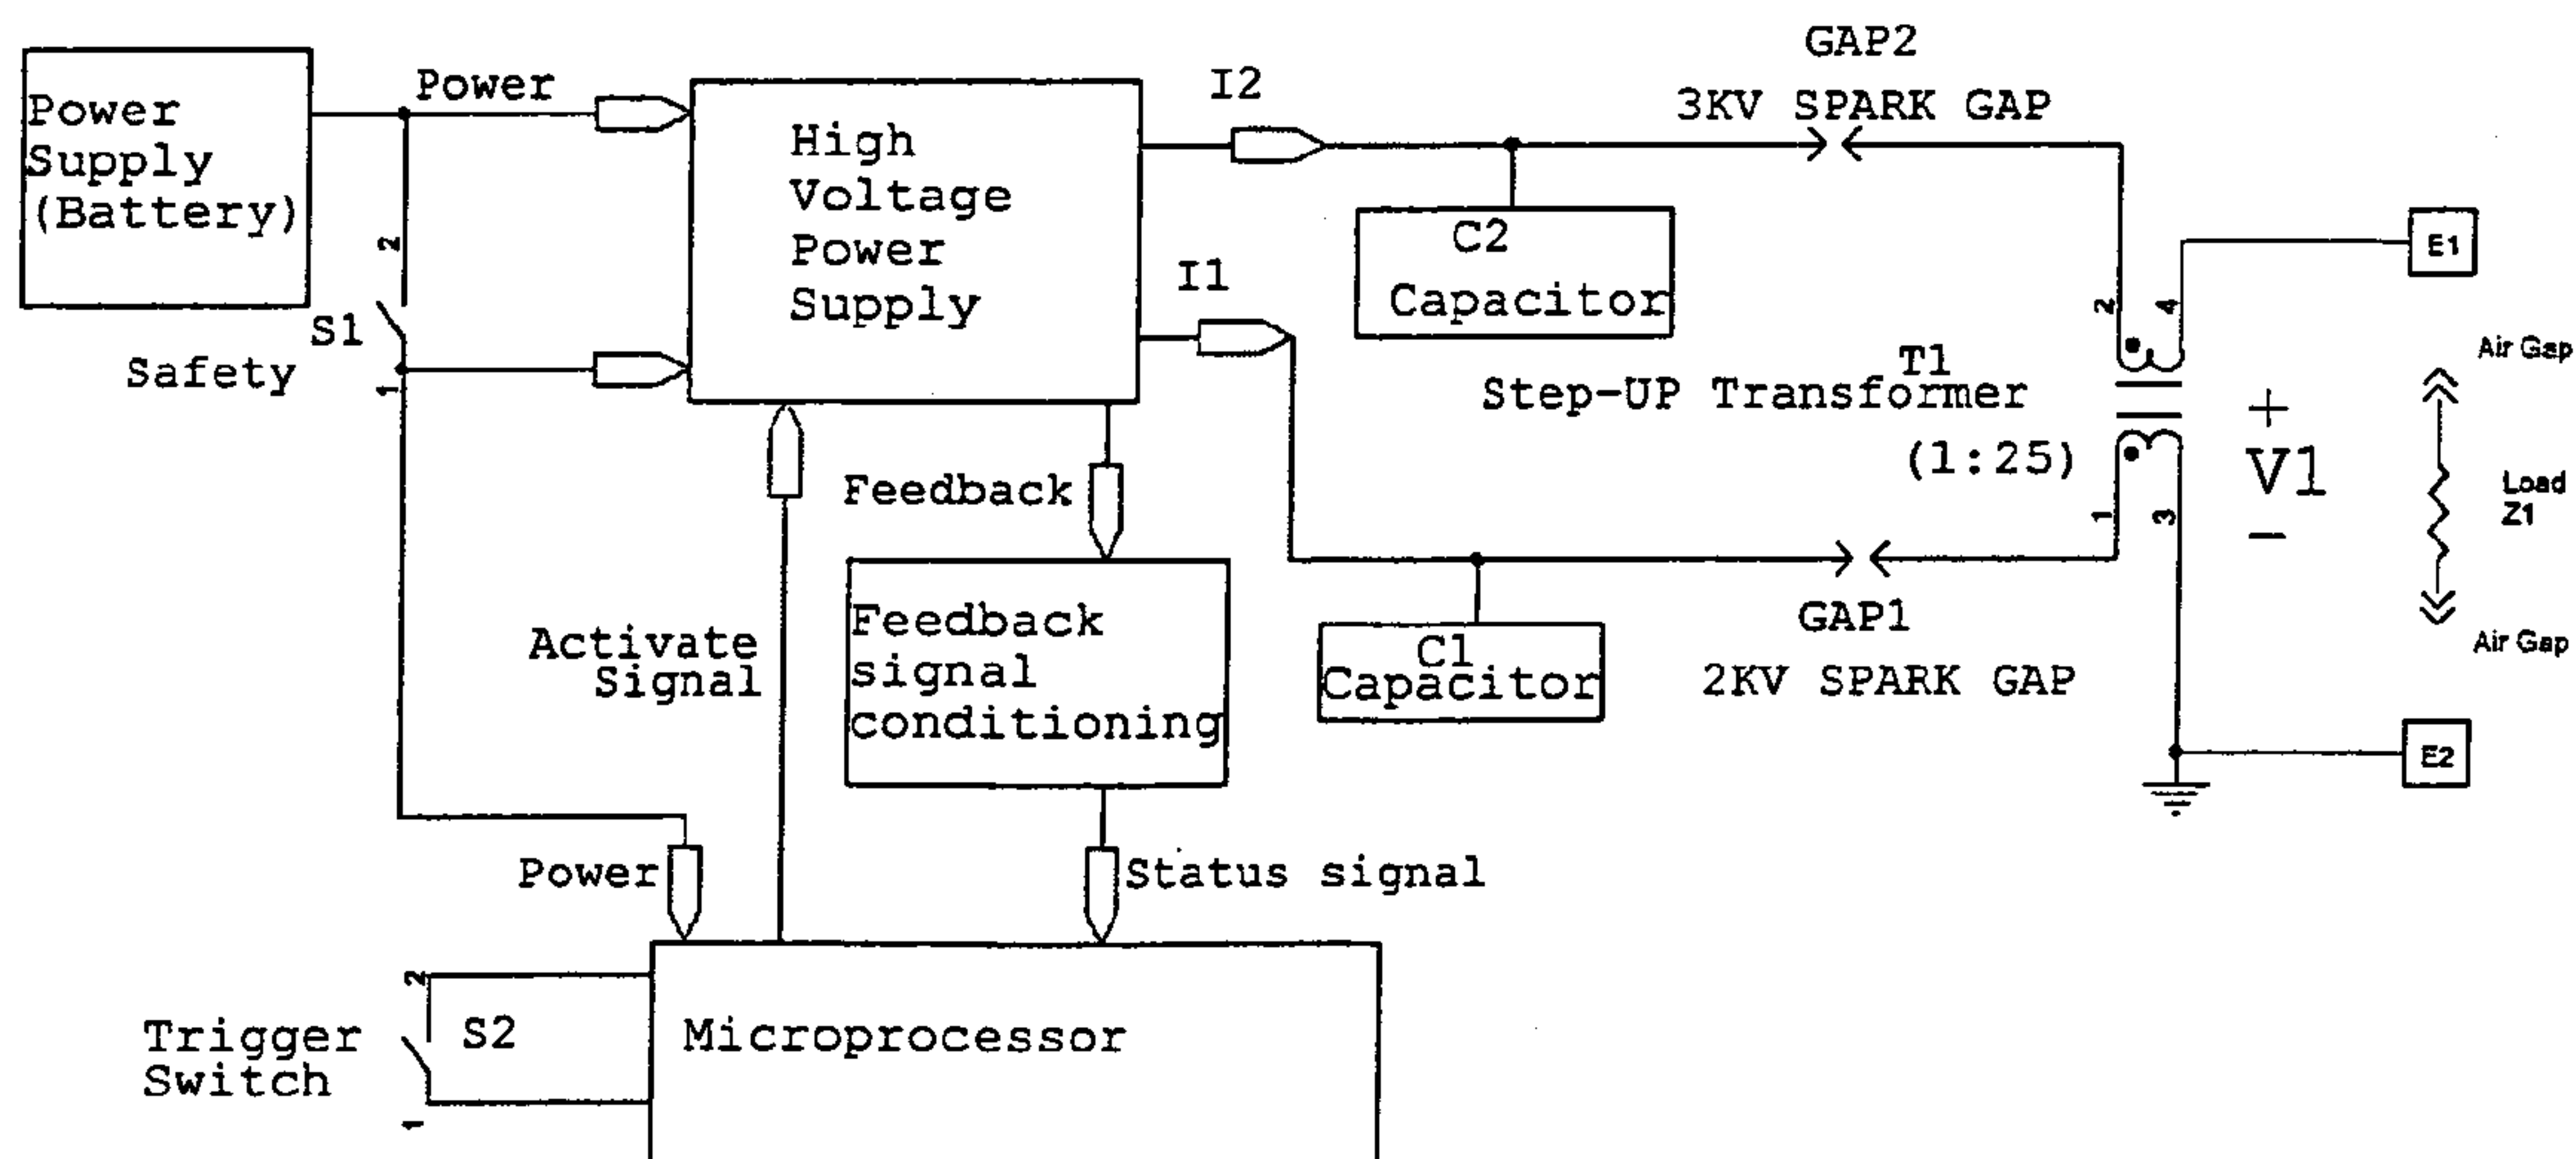 Power
Supply
(Battery)
Power
2
S1
Safety
1
High
Voltage
Power
Supply
I2
I1
GAP2
3KV SPARK GAP
C2
Capacitor
T1
Step-UP Transformer
(1:25)
2
4
1
3
+
V1
-
E1
Air Gap
Load
Z1
Air Gap
E2
GAP1
2KV SPARK GAP
C1
Capacitor
Feedback
Feedback
signal
conditioning
Activate
Signal
Power
Status signal
Microprocessor
2
S2
Trigger
Switch
1